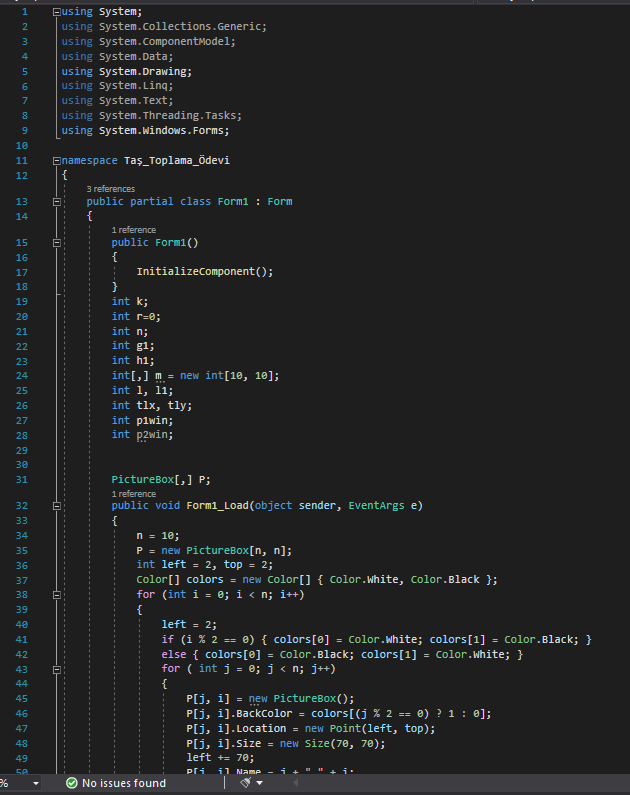 1 using System;
2 using System.Collections.Generic;
3 using System.ComponentModel;
4 using System.Data;
5 using System.Drawing;
6 using System.Linq;
7 using System.Text;
8 using System.Threading.Tasks;
9 using System.Windows.Forms;
10
11 namespace Taş_Toplama_Ödevi
12 {
3 references
13 public partial class Form1 : Form
14 {
1 reference
15 public Form1()
16 {
17 InitializeComponent();
18 }
19 int k;
20 int r=0;
21 int n;
22 int g1;
23 int h1;
24 int[,] m = new int[10, 10];
25 int l, l1;
26 int tlx, tly;
27 int p1win;
28 int p2win;
29
30
31 PictureBox[,] P;
1 reference
32 public void Form1_Load(object sender, EventArgs e)
33 {
34 n = 10;
35 P = new PictureBox[n, n];
36 int left = 2, top = 2;
37 Color[] colors = new Color[] { Color.White, Color.Black };
38 for (int i = 0; i < n; i++)
39 {
40 left = 2;
41 if (i % 2 == 0) { colors[0] = Color.White; colors[1] = Color.Black; }
42 else { colors[0] = Color.Black; colors[1] = Color.White; }
43 for ( int j = 0; j < n; j++)
44 {
45 P[j, i] = new PictureBox();
46 P[j, i].BackColor = colors[(j % 2 == 0) ? 1 : 0];
47 P[j, i].Location = new Point(left, top);
48 P[j, i].Size = new Size(70, 70);
49 left += 70;
50 P[j, i].Name = j + " " + i;
% No issues found